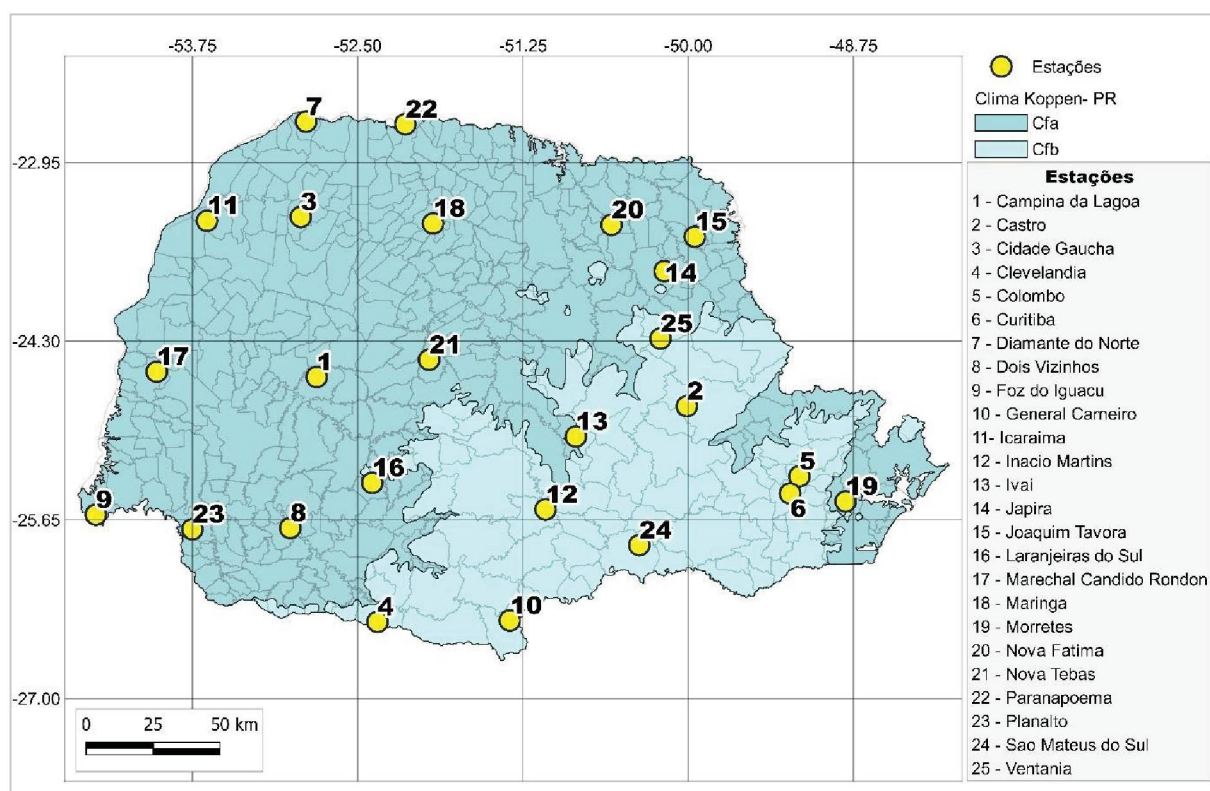 -53.75 -52.50 -51.25 -50.00 -48.75
Estações
Clima Koppen- PR
Cfa
Cfb
Estações
1 - Campina da Lagoa
2 - Castro
3 - Cidade Gaucha
4 - Clevelandia
5 - Colombo
6 - Curitiba
7 - Diamante do Norte
8 - Dois Vizinhos
9 - Foz do Iguacu
10 - General Carneiro
11- Icaraima
12 - Inacio Martins
13 - Ivai
14 - Japira
15 - Joaquim Tavora
16 - Laranjeiras do Sul
17 - Marechal Candido Rondon
18 - Maringa
19 - Morretes
20 - Nova Fatima
21 - Nova Tebas
22 - Paranapoema
23 - Planalto
24 - Sao Mateus do Sul
25 - Ventania
7 22
-22.95
11 3 18 20 15
14
25
-24.30
17 1 21
2
13
16 5
12 6 19
9 23 8
-25.65
24
4 10
-27.00
0 25 50 km